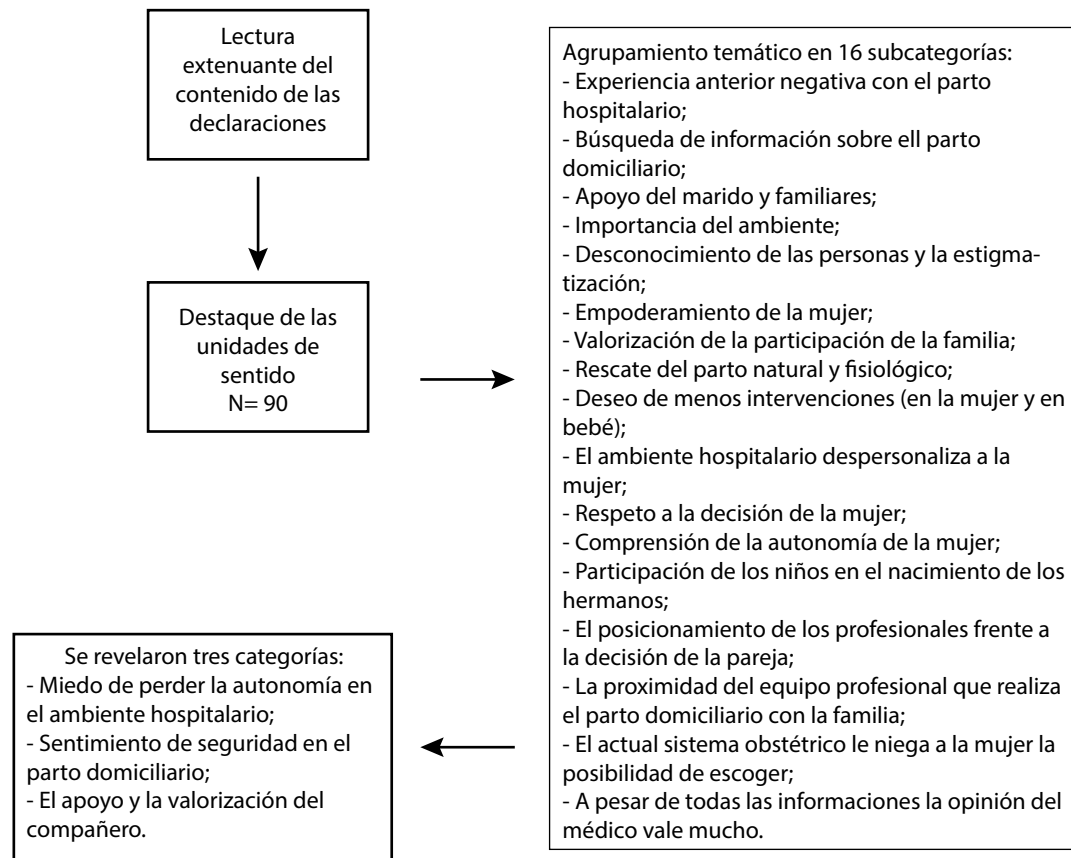 Lectura
extenuante del
contenido de las
declaraciones
Destaque de las
unidades de
sentido
N= 90
Agrupamiento temático en 16 subcategorías:
- Experiencia anterior negativa con el parto
hospitalario;
- Búsqueda de información sobre ell parto
domiciliario;
- Apoyo del marido y familiares;
- Importancia del ambiente;
- Desconocimiento de las personas y la estigma-
tización;
- Empoderamiento de la mujer;
- Valorización de la participación de la familia;
- Rescate del parto natural y fisiológico;
- Deseo de menos intervenciones (en la mujer y en
bebé);
- El ambiente hospitalario despersonaliza a la
mujer;
- Respeto a la decisión de la mujer;
- Comprensión de la autonomía de la mujer;
- Participación de los niños en el nacimiento de los
hermanos;
- El posicionamiento de los profesionales frente a
la decisión de la pareja;
- La proximidad del equipo profesional que realiza
el parto domiciliario con la familia;
- El actual sistema obstétrico le niega a la mujer la
posibilidad de escoger;
- A pesar de todas las informaciones la opinión del
médico vale mucho.
Se revelaron tres categorías:
- Miedo de perder la autonomía en
el ambiente hospitalario;
- Sentimiento de seguridad en el
parto domiciliario;
- El apoyo y la valorización del
compañero.